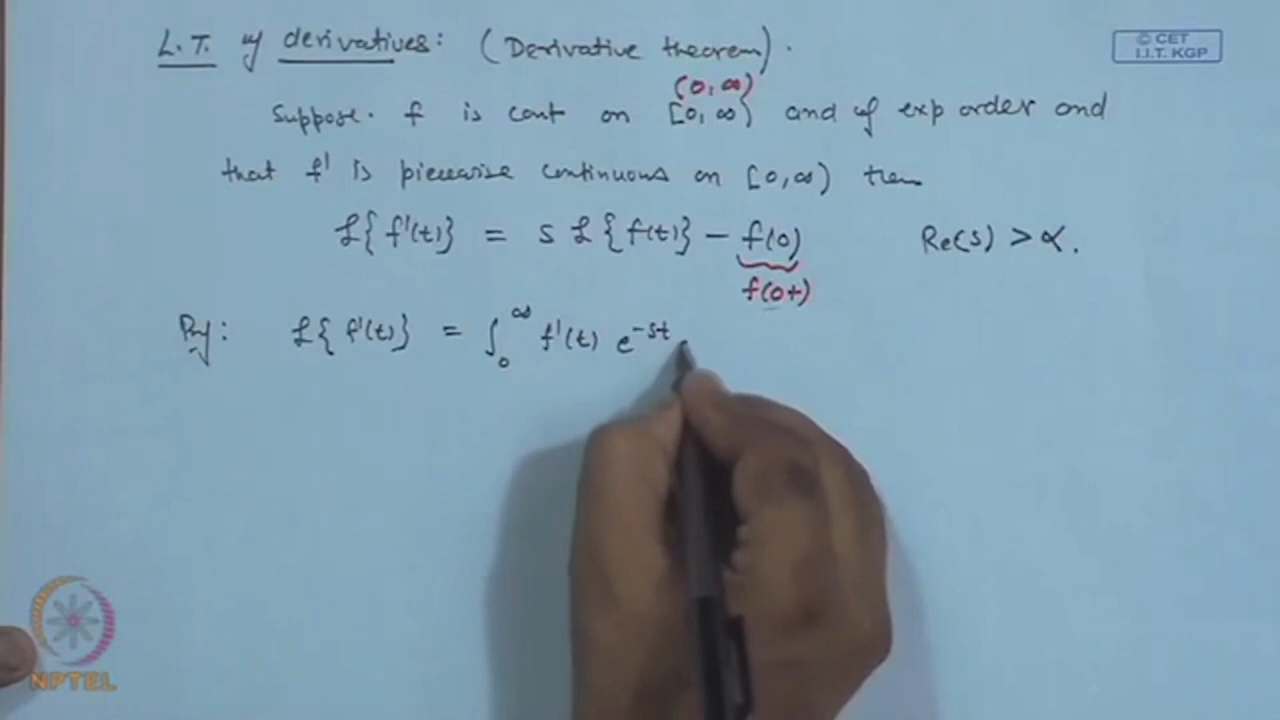 L.T. of derivatives: (Derivative theorem).
© CET
I.I.T. KGP
(0, ∞)
Suppose. f is cont on [0, ∞) and of exp order and
that f' is piecewise continuous on [0, ∞) then
ℒ{f'(t)} = s ℒ{f(t)} - f(0) Re(s) > α.
f(0+)
Prf: ℒ{f'(t)} = ∫₀^∞ f'(t) e^{-st}
NPTEL